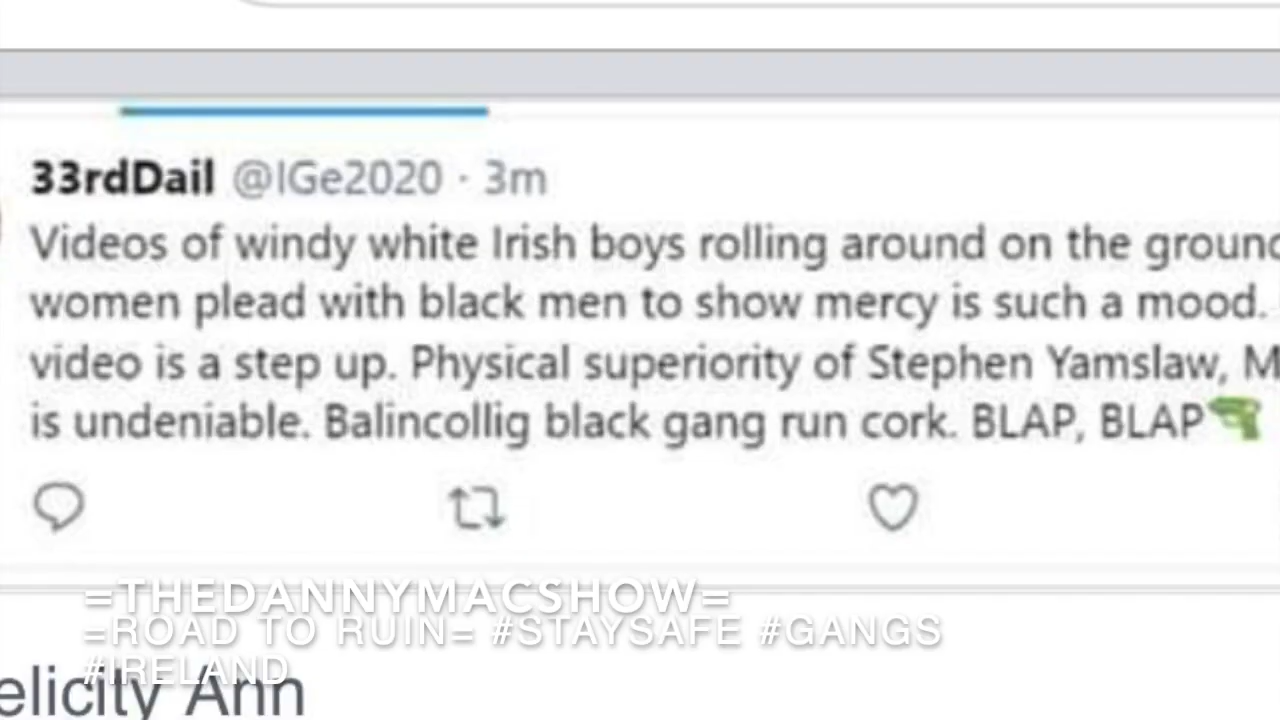 33rdDail @IGe2020 · 3m
Videos of windy white Irish boys rolling around on the ground
women plead with black men to show mercy is such a mood.
video is a step up. Physical superiority of Stephen Yamslaw, M
is undeniable. Balincollig black gang run cork. BLAP, BLAP
=THEDANNYMACSHOW=
=ROAD TO RUIN= #STAYSAFE #GANGS
#IRELAND
elicity Ann